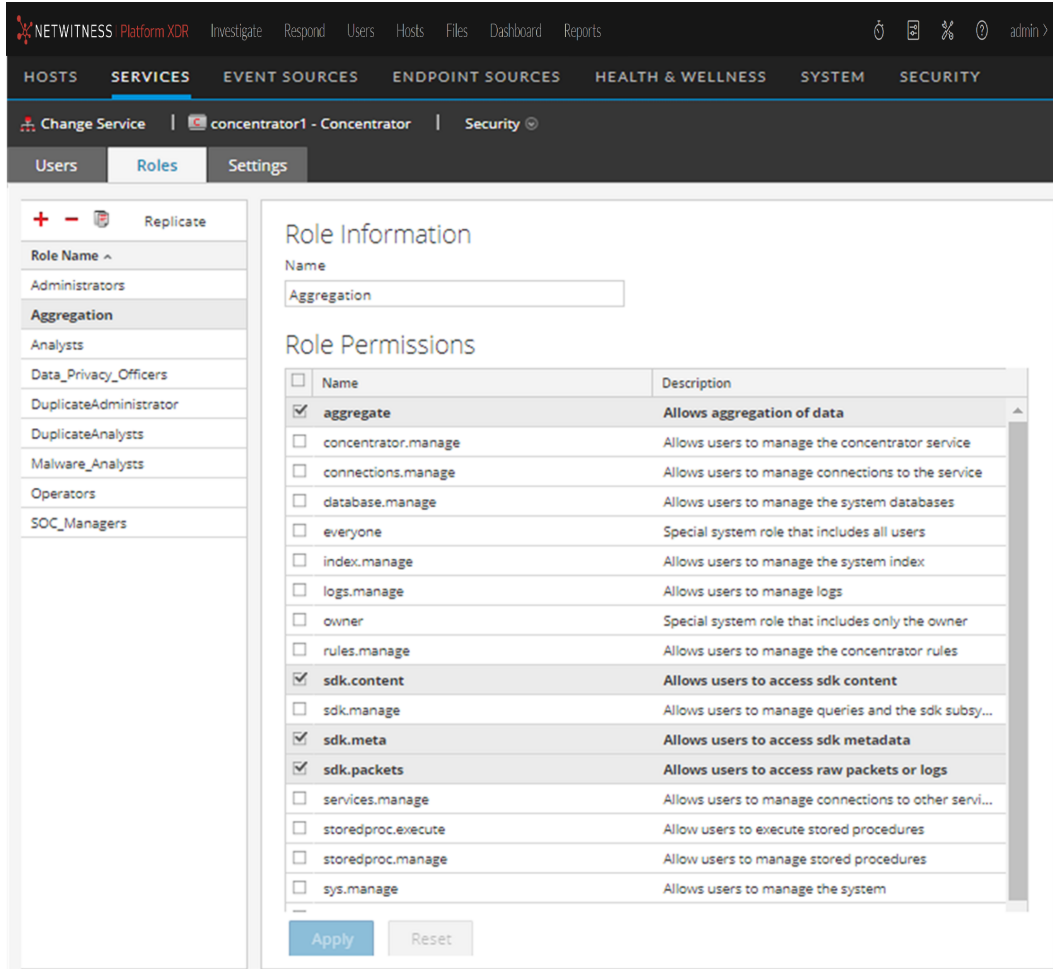 NETWITNESS Platform XDR Investigate Respond Users Hosts Files Dashboard Reports admin >
HOSTS SERVICES EVENT SOURCES ENDPOINT SOURCES HEALTH & WELLNESS SYSTEM SECURITY
Change Service | C concentrator1 - Concentrator | Security
Users Roles Settings
Replicate
Role Name
Administrators
Aggregation
Analysts
Data_Privacy_Officers
DuplicateAdministrator
DuplicateAnalysts
Malware_Analysts
Operators
SOC_Managers
Role Information
Name
Aggregation
Role Permissions
Name Description
aggregate Allows aggregation of data
concentrator.manage Allows users to manage the concentrator service
connections.manage Allows users to manage connections to the service
database.manage Allows users to manage the system databases
everyone Special system role that includes all users
index.manage Allows users to manage the system index
logs.manage Allows users to manage logs
owner Special system role that includes only the owner
rules.manage Allows users to manage the concentrator rules
sdk.content Allows users to access sdk content
sdk.manage Allows users to manage queries and the sdk subsy...
sdk.meta Allows users to access sdk metadata
sdk.packets Allows users to access raw packets or logs
services.manage Allows users to manage connections to other servi...
storedproc.execute Allow users to execute stored procedures
storedproc.manage Allow users to manage stored procedures
sys.manage Allows users to manage the system
Apply Reset